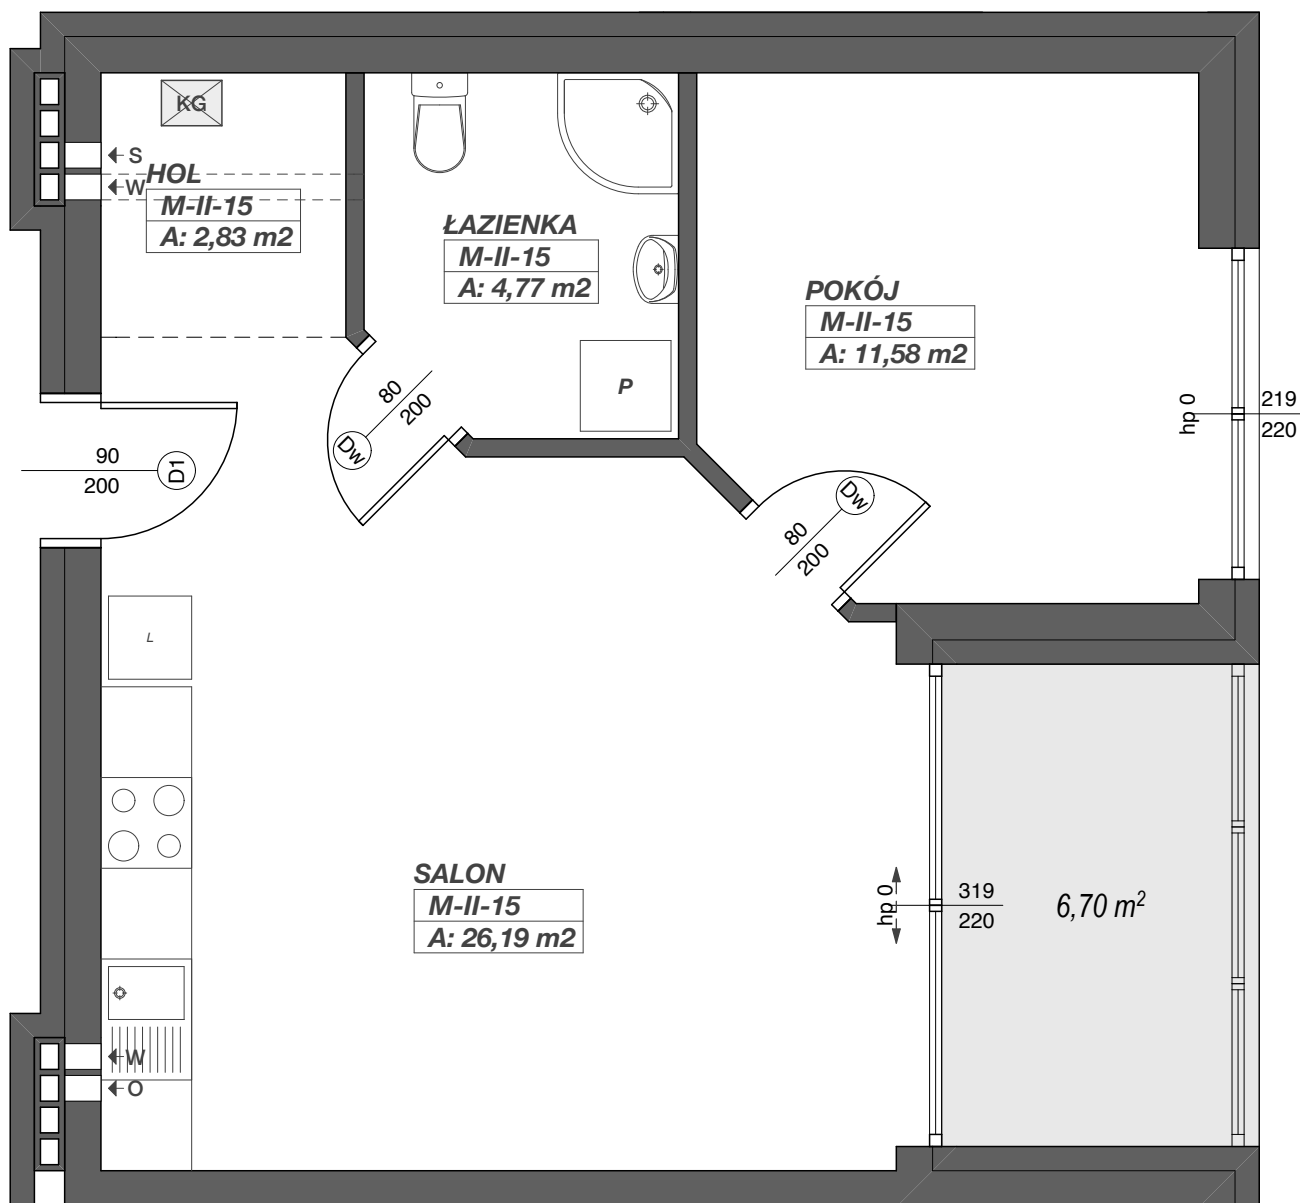 KG
S
W
HOL
M-II-15
A: 2,83 m2
ŁAZIENKA
M-II-15
A: 4,77 m2
POKÓJ
M-II-15
A: 11,58 m2
P
80
200
Dw
hp 0
219
220
90
200
D1
Dw
80
200
L
SALON
M-II-15
A: 26,19 m2
hp 0
319
220
6,70 m²
W
O